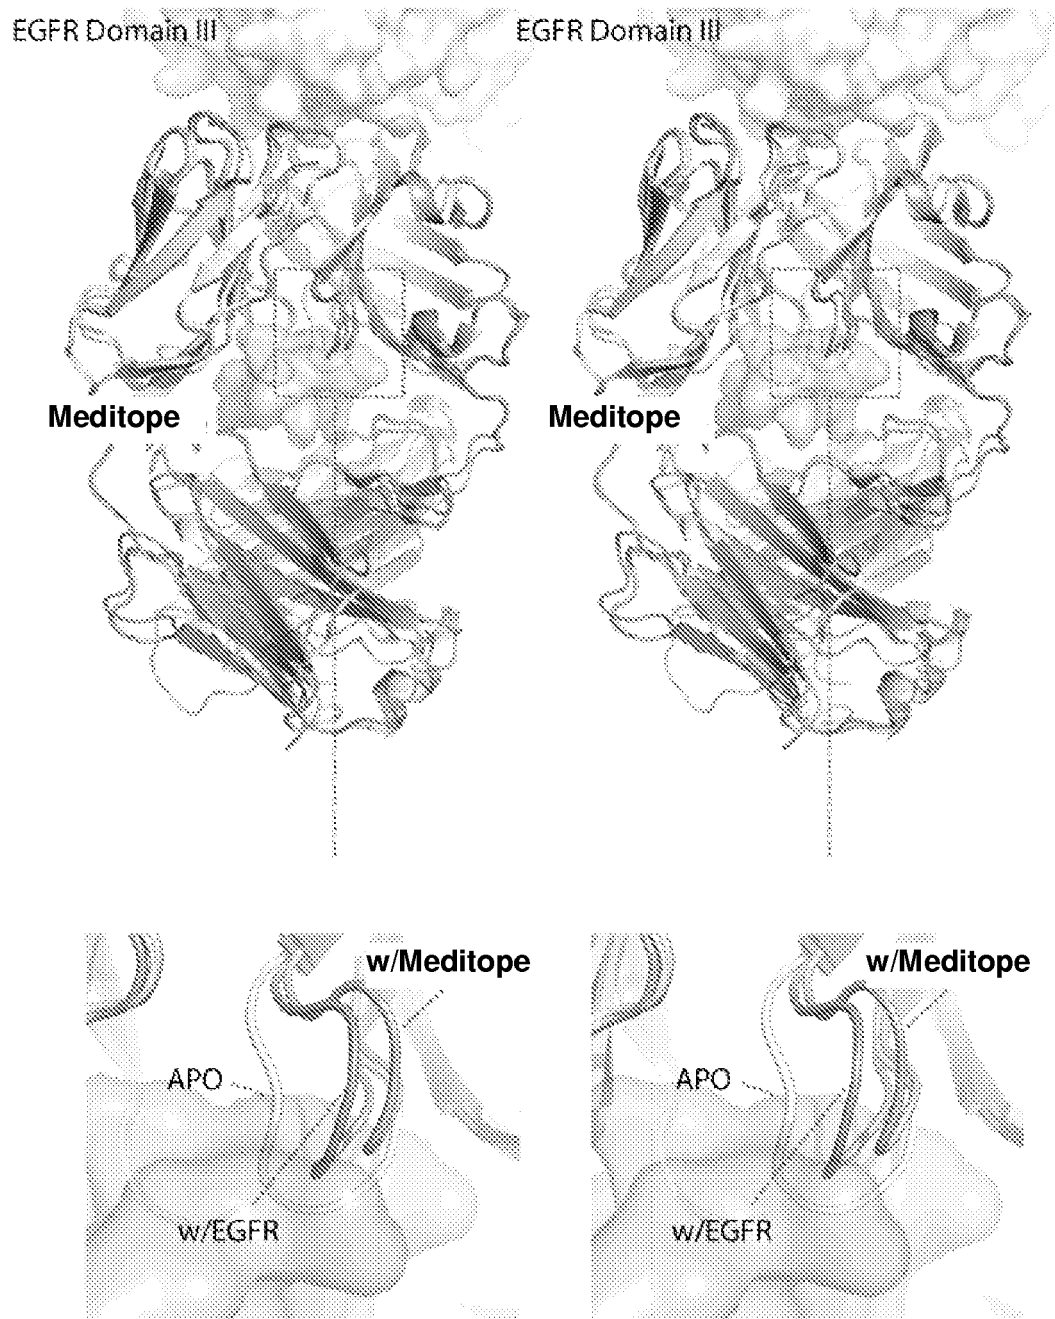 EGFR Domain III EGFR Domain III
Meditope Meditope
w/Meditope w/Meditope
APO APO
w/EGFR w/EGFR